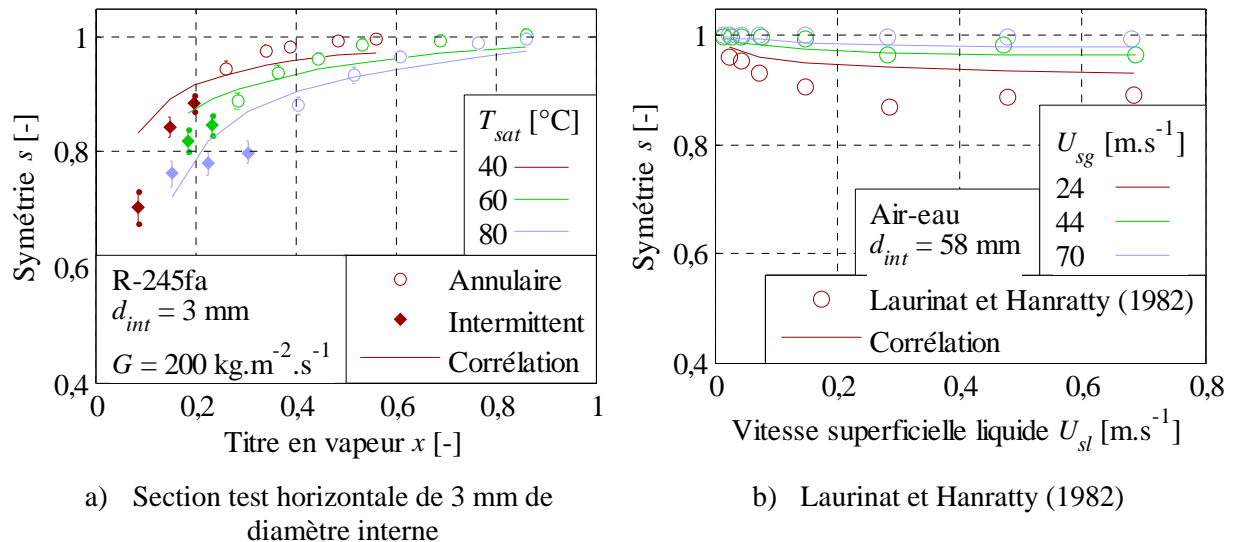 Symétrie s [-]
1
0,8
0,6
0,4
0
0,2
0,4
0,6
0,8
1
Titre en vapeur x [-]
T_sat [°C]
40
60
80
R-245fa
d_int = 3 mm
G = 200 kg.m⁻².s⁻¹
Annulaire
Intermittent
Corrélation
a) Section test horizontale de 3 mm de
diamètre interne
Symétrie s [-]
1
0,8
0,6
0,4
0
0,2
0,4
0,6
0,8
Vitesse superficielle liquide U_sl [m.s⁻¹]
U_sg [m.s⁻¹]
24
44
70
Air-eau
d_int = 58 mm
Laurinat et Hanratty (1982)
Corrélation
b) Laurinat et Hanratty (1982)